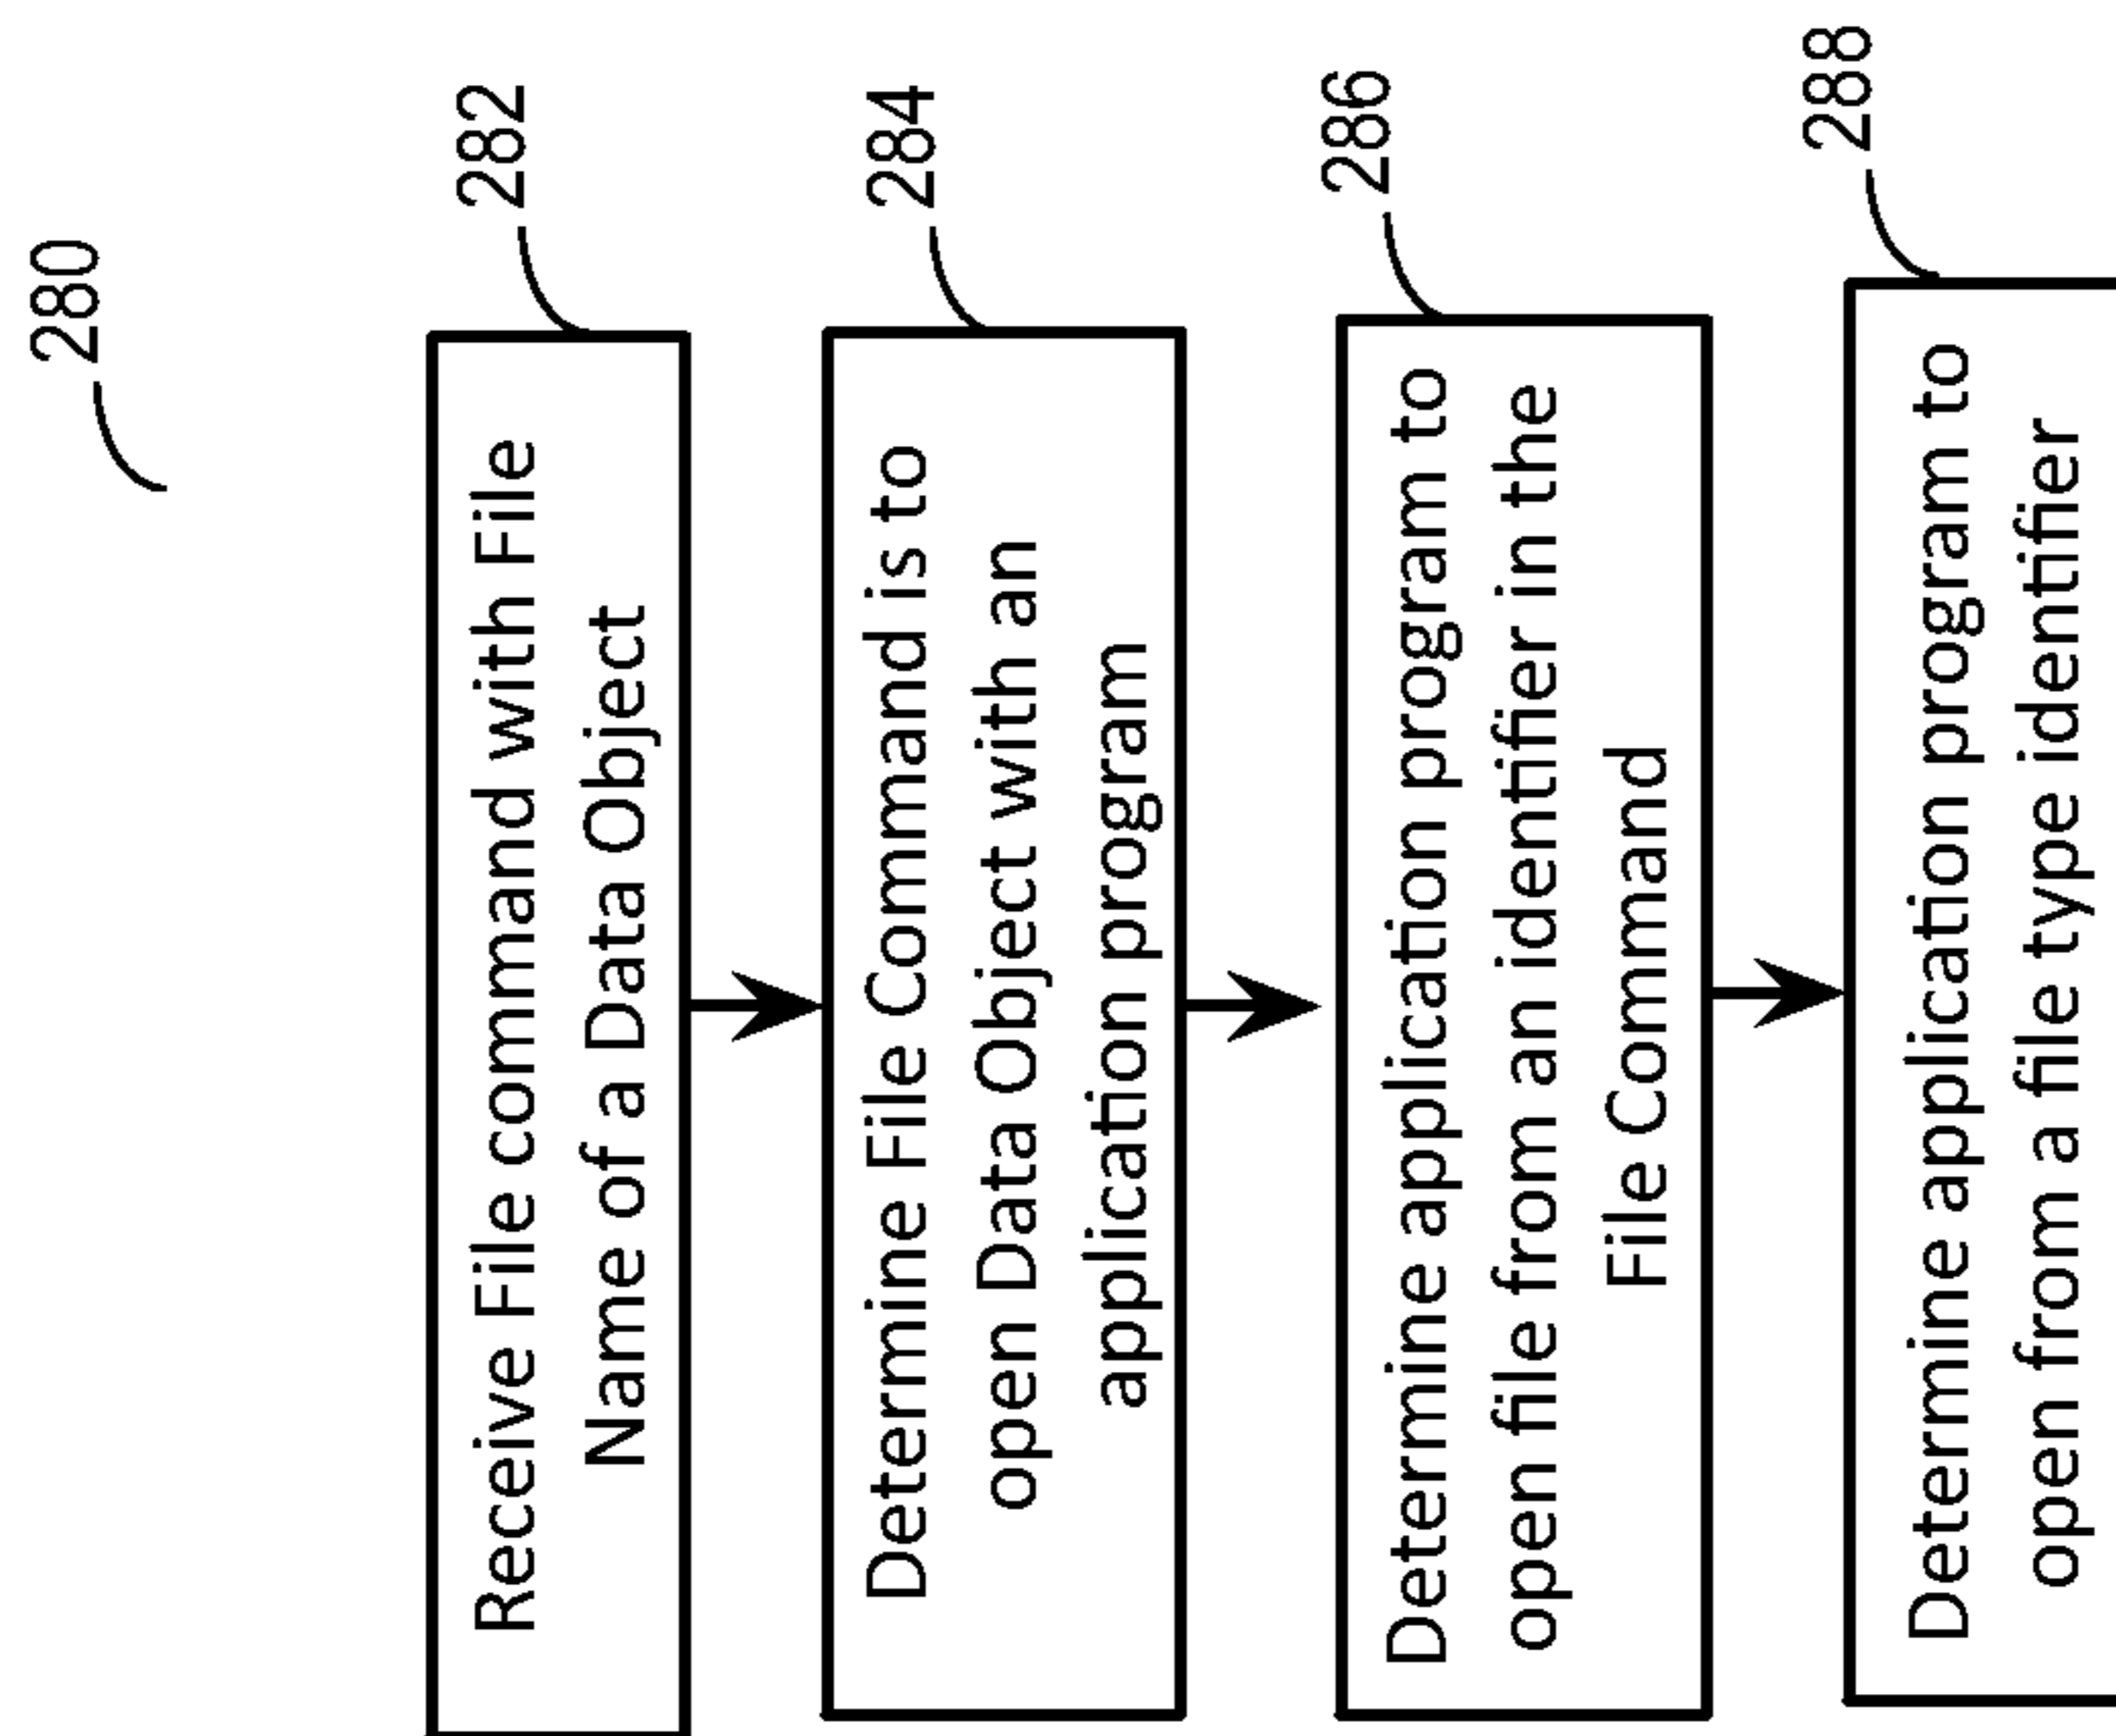 280
282
Receive File command with File
Name of a Data Object
284
Determine File Command is to
open Data Object with an
application program
286
Determine application program to
open file from an identifier in the
File Command
288
Determine application program to
open from a file type identifier